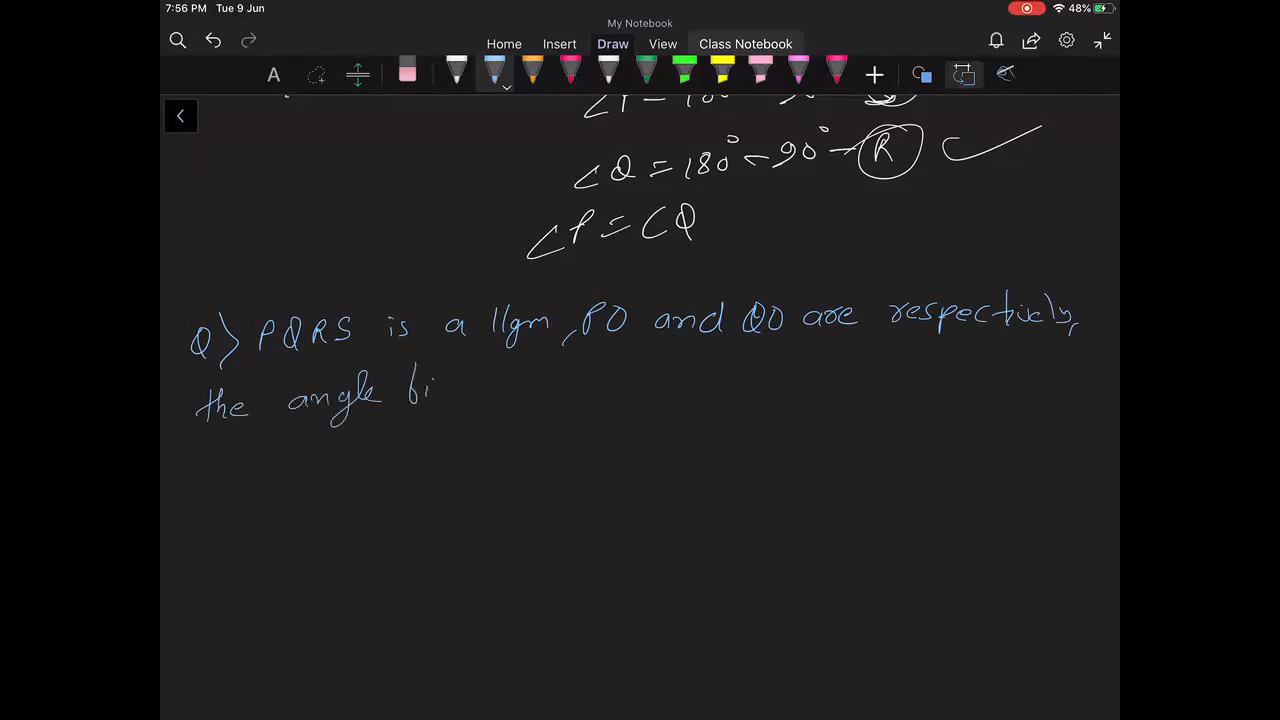 7:56 PM Tue 9 Jun
48%
My Notebook
Home Insert Draw View Class Notebook
A
∠Q = 180° - 90° - R
∠P = ∠Q
Q> PQRS is a llgm, PO and QO are respectively,
the angle bi